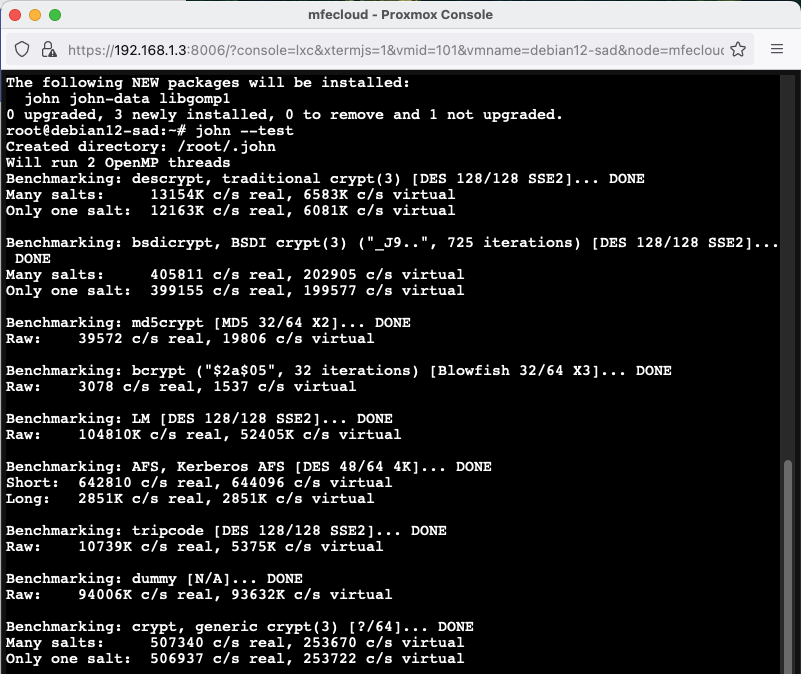 mfecloud - Proxmox Console
https://192.168.1.3:8006/?console=lxc&xtermjs=1&vmid=101&vmname=debian12-sad&node=mfecloud
The following NEW packages will be installed:
  john john-data libgomp1
0 upgraded, 3 newly installed, 0 to remove and 1 not upgraded.
root@debian12-sad:~# john --test
Created directory: /root/.john
Will run 2 OpenMP threads
Benchmarking: descrypt, traditional crypt(3) [DES 128/128 SSE2]... DONE
Many salts:     13154K c/s real, 6583K c/s virtual
Only one salt:  12163K c/s real, 6081K c/s virtual

Benchmarking: bsdicrypt, BSDI crypt(3) ("_J9..", 725 iterations) [DES 128/128 SSE2]...
 DONE
Many salts:     405811 c/s real, 202905 c/s virtual
Only one salt:  399155 c/s real, 199577 c/s virtual

Benchmarking: md5crypt [MD5 32/64 X2]... DONE
Raw:    39572 c/s real, 19806 c/s virtual

Benchmarking: bcrypt ("$2a$05", 32 iterations) [Blowfish 32/64 X3]... DONE
Raw:    3078 c/s real, 1537 c/s virtual

Benchmarking: LM [DES 128/128 SSE2]... DONE
Raw:    104810K c/s real, 52405K c/s virtual

Benchmarking: AFS, Kerberos AFS [DES 48/64 4K]... DONE
Short:  642810 c/s real, 644096 c/s virtual
Long:   2851K c/s real, 2851K c/s virtual

Benchmarking: tripcode [DES 128/128 SSE2]... DONE
Raw:    10739K c/s real, 5375K c/s virtual

Benchmarking: dummy [N/A]... DONE
Raw:    94006K c/s real, 93632K c/s virtual

Benchmarking: crypt, generic crypt(3) [?/64]... DONE
Many salts:     507340 c/s real, 253670 c/s virtual
Only one salt:  506937 c/s real, 253722 c/s virtual